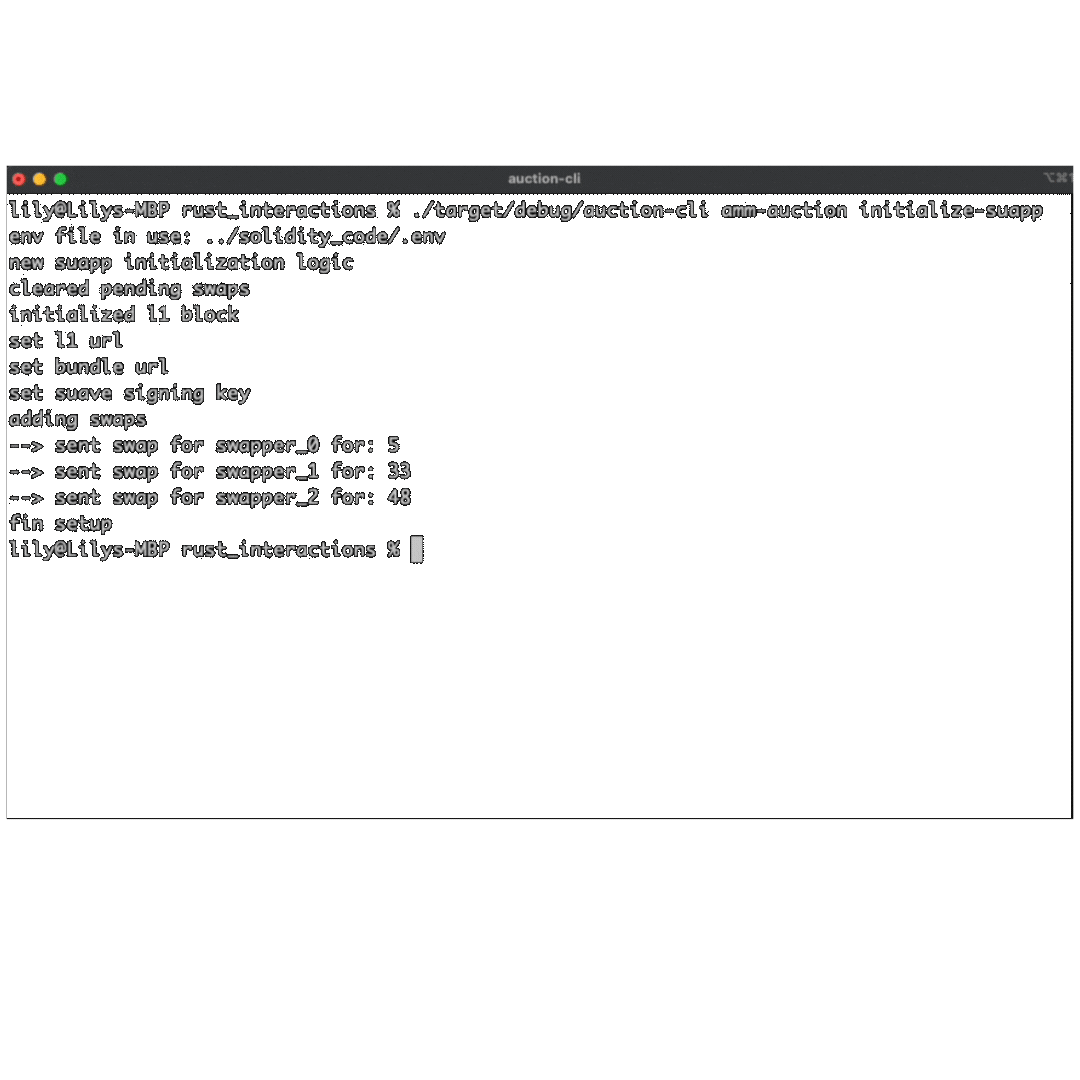 auction-cli ⌥⌘1
lily@Lilys-MBP rust_interactions % ./target/debug/auction-cli amm-auction initialize-suapp
env file in use: ../solidity_code/.env
new suapp initialization logic
cleared pending swaps
initialized l1 block
set l1 url
set bundle url
set suave signing key
adding swaps
--> sent swap for swapper_0 for: 5
--> sent swap for swapper_1 for: 33
--> sent swap for swapper_2 for: 48
fin setup
lily@Lilys-MBP rust_interactions %